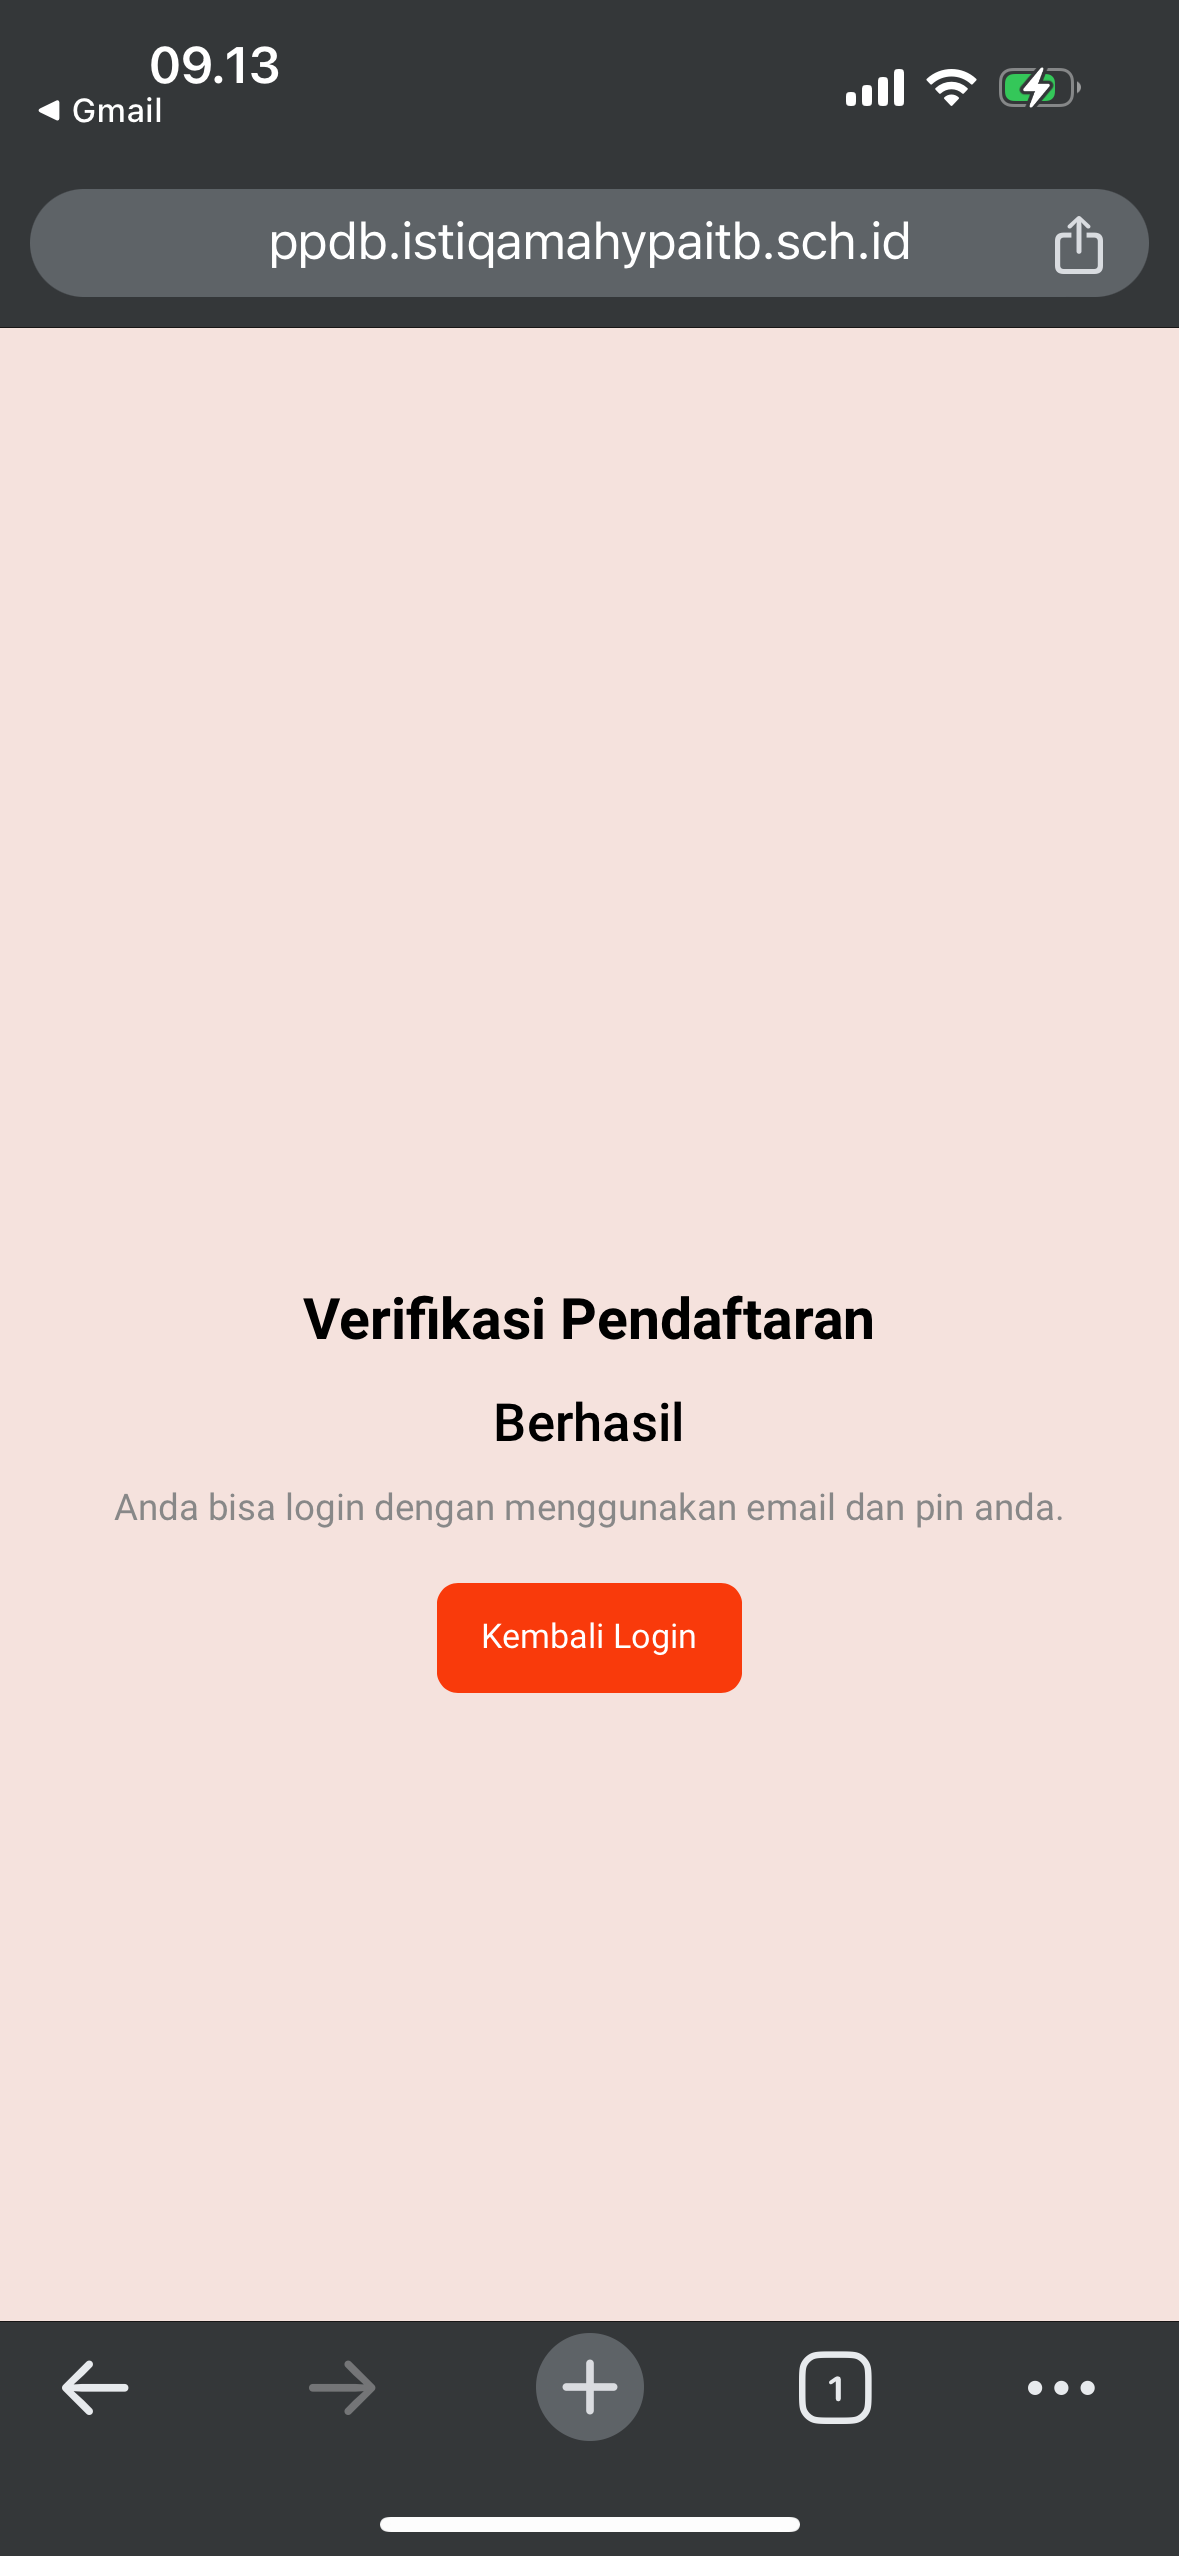 09.13
Gmail
ppdb.istiqamahypaitb.sch.id
Verifikasi Pendaftaran
Berhasil
Anda bisa login dengan menggunakan email dan pin anda.
Kembali Login
1